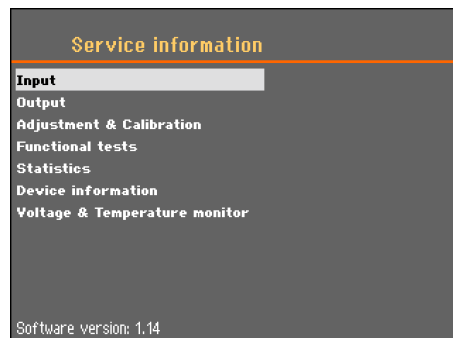 Service information
Input
Output
Adjustment & Calibration
Functional tests
Statistics
Device information
Voltage & Temperature monitor
Software version: 1.14